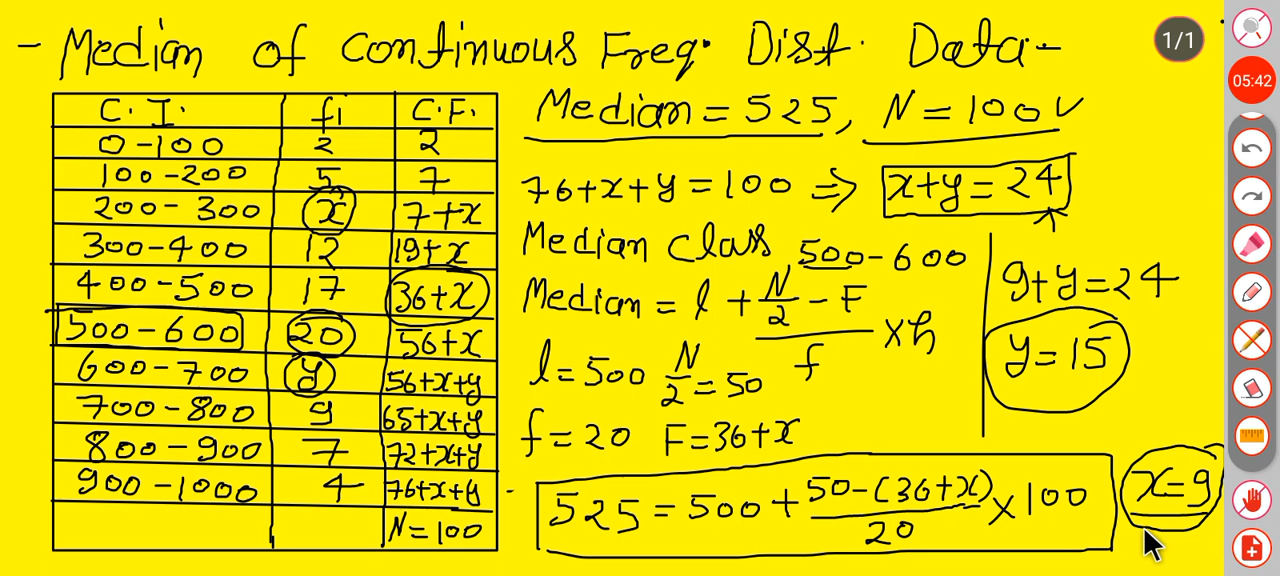 - Median of Continuous Freq. Dist. Data-
1/1
05:42
C.I. fi C.F.
0-100 2 2
100-200 5 7
200-300 x 7+x
300-400 12 19+x
400-500 17 36+x
500-600 20 56+x
600-700 y 56+x+y
700-800 9 65+x+y
800-900 7 72+x+y
900-1000 4 76+x+y
N=100
Median = 525, N = 100
76+x+y=100 ⇒ x+y=24
Median Class 500-600
Median = l + (N/2 - F)/f × h
l=500 N/2=50
f=20 F=36+x
525 = 500 + (50-(36+x))/20 × 100
x=9
9+y=24
y=15